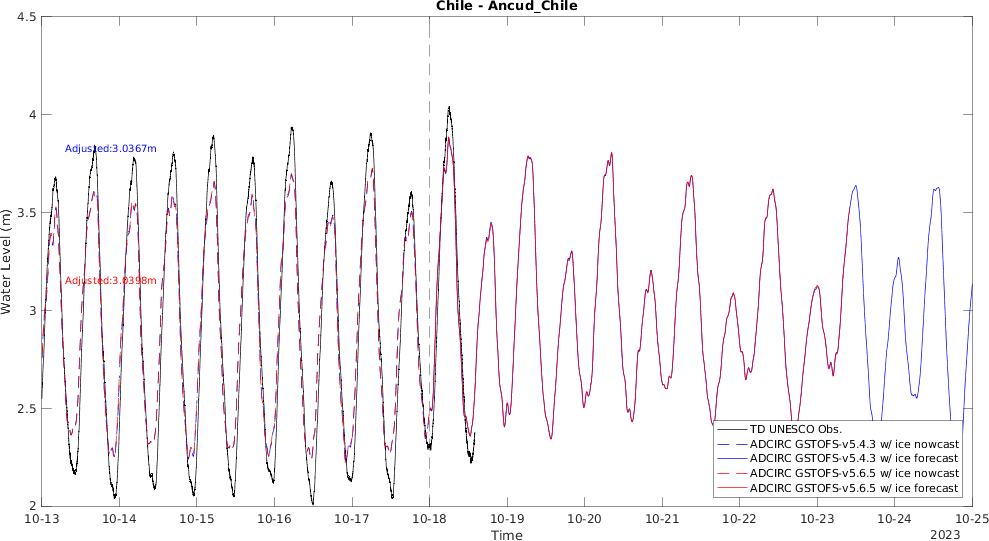 Chile - Ancud_Chile
4.5
4
3.5
3
2.5
2
Water Level (m)
Adjusted:3.0367m
Adjusted:3.0398m
TD UNESCO Obs.
ADCIRC GSTOFS-v5.4.3 w/ ice nowcast
ADCIRC GSTOFS-v5.4.3 w/ ice forecast
ADCIRC GSTOFS-v5.6.5 w/ ice nowcast
ADCIRC GSTOFS-v5.6.5 w/ ice forecast
10-13 10-14 10-15 10-16 10-17 10-18 10-19 10-20 10-21 10-22 10-23 10-24 10-25
Time
2023